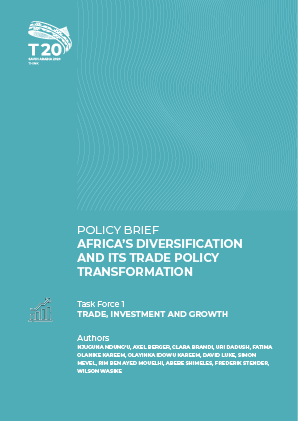 T20
SAUDI ARABIA 2020
THINK
POLICY BRIEF
AFRICA'S DIVERSIFICATION
AND ITS TRADE POLICY
TRANSFORMATION
Task Force 1
TRADE, INVESTMENT AND GROWTH
Authors
NJUGUNA NDUNG'U, AXEL BERGER, CLARA BRANDI, URI DADUSH, FATIMA
OLANIKE KAREEM, OLAYINKA IDOWU KAREEM, DAVID LUKE, SIMON
MEVEL, RIM BEN AYED MOUELHI, ABEBE SHIMELES, FREDERIK STENDER,
WILSON WASIKE